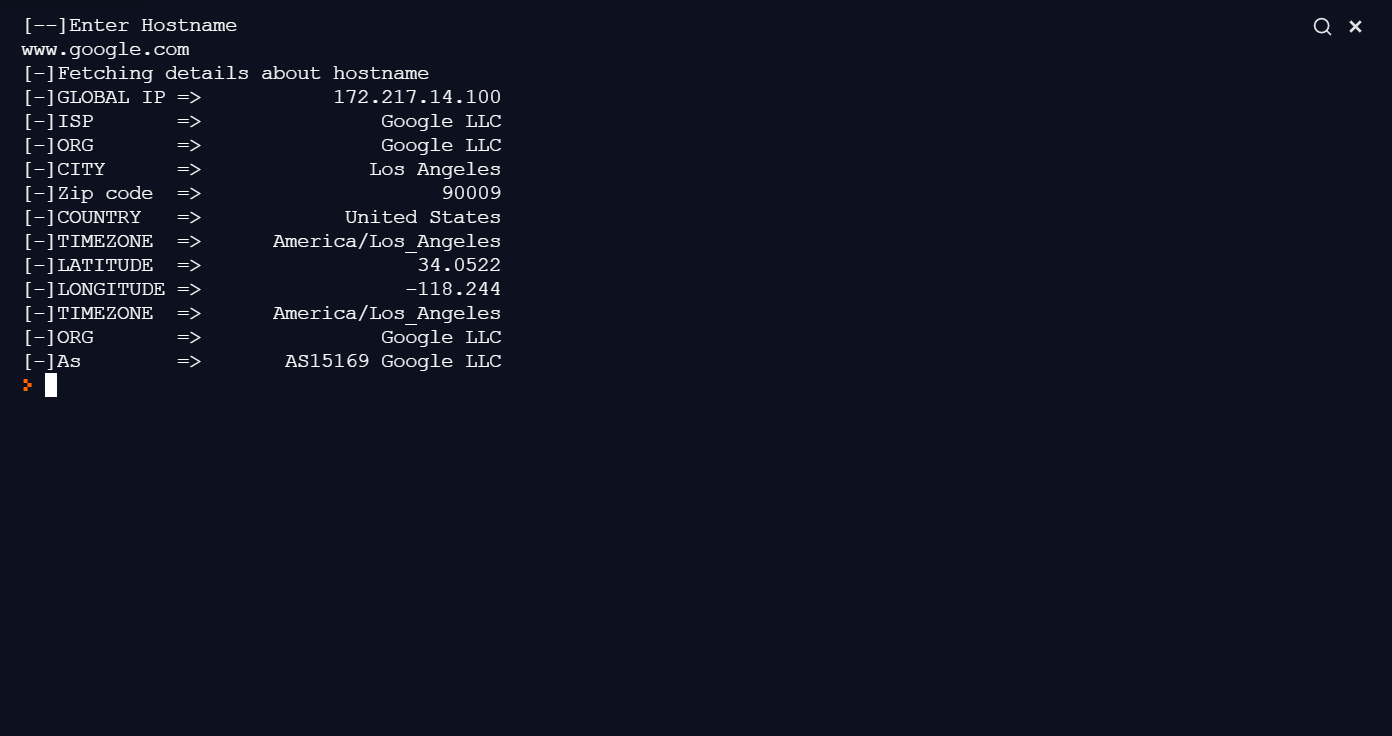 [--]Enter Hostname
www.google.com
[-]Fetching details about hostname
[-]GLOBAL IP =>           172.217.14.100
[-]ISP       =>               Google LLC
[-]ORG       =>               Google LLC
[-]CITY      =>              Los Angeles
[-]Zip code  =>                    90009
[-]COUNTRY   =>            United States
[-]TIMEZONE  =>      America/Los_Angeles
[-]LATITUDE  =>                  34.0522
[-]LONGITUDE =>                 -118.244
[-]TIMEZONE  =>      America/Los_Angeles
[-]ORG       =>               Google LLC
[-]As        =>       AS15169 Google LLC